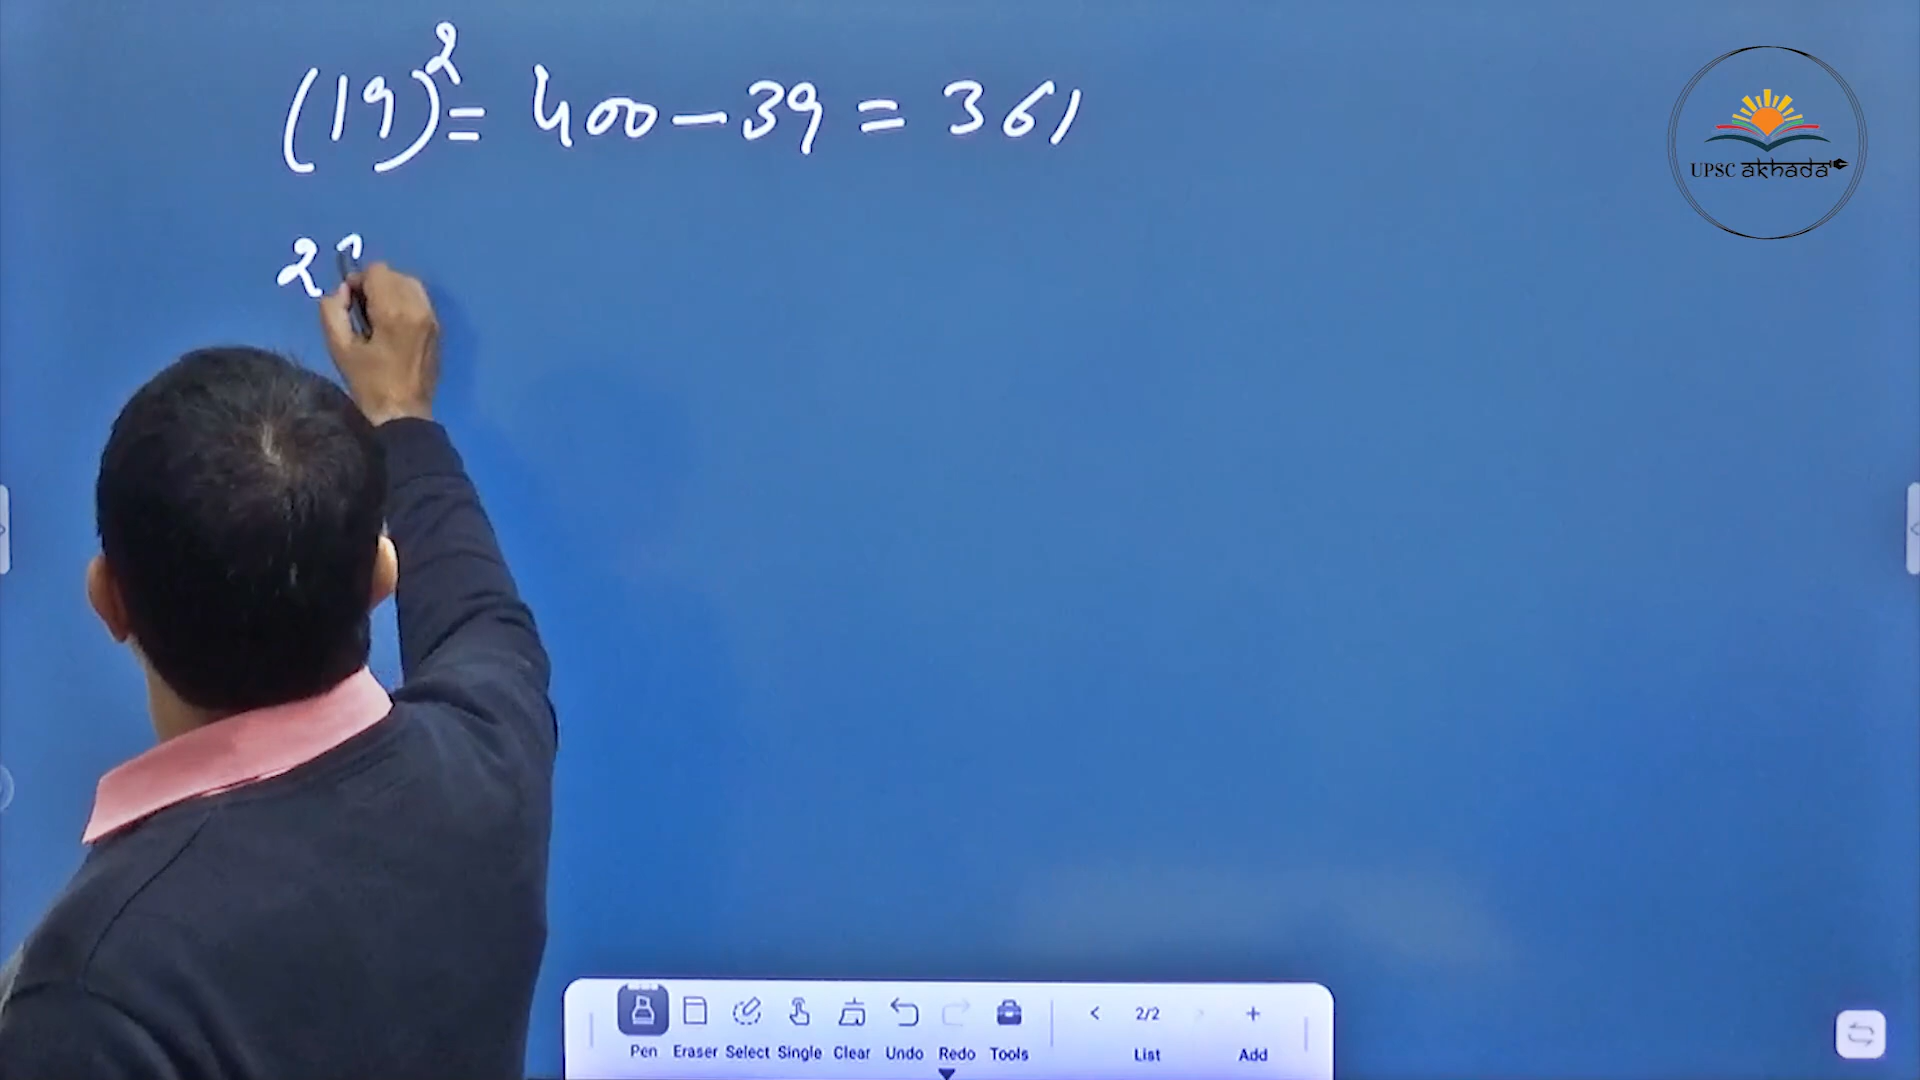 (19)² = 400 - 39 = 361
2
UPSC akhada
Pen Eraser Select Single Clear Undo Redo Tools < 2/2 List + Add